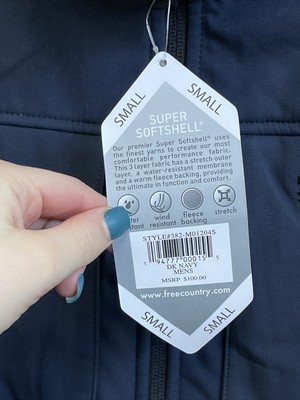 SMALL
SMALL
SUPER
SOFTSHELL®
Our premier Super Softshell® uses
the finest yarns to create our most
comfortable performance fabric.
This 3 layer fabric has a stretch outer
layer, a water-resistant membrane
and a warm fleece backing, providing
the ultimate in function and comfort.
wind
resistant
fleece
backing
stretch
STYLE#382-M01204S
94777 00015
DK NAVY
MENS
MSRP $100.00
www.freecountry.com
SMALL
SMALL